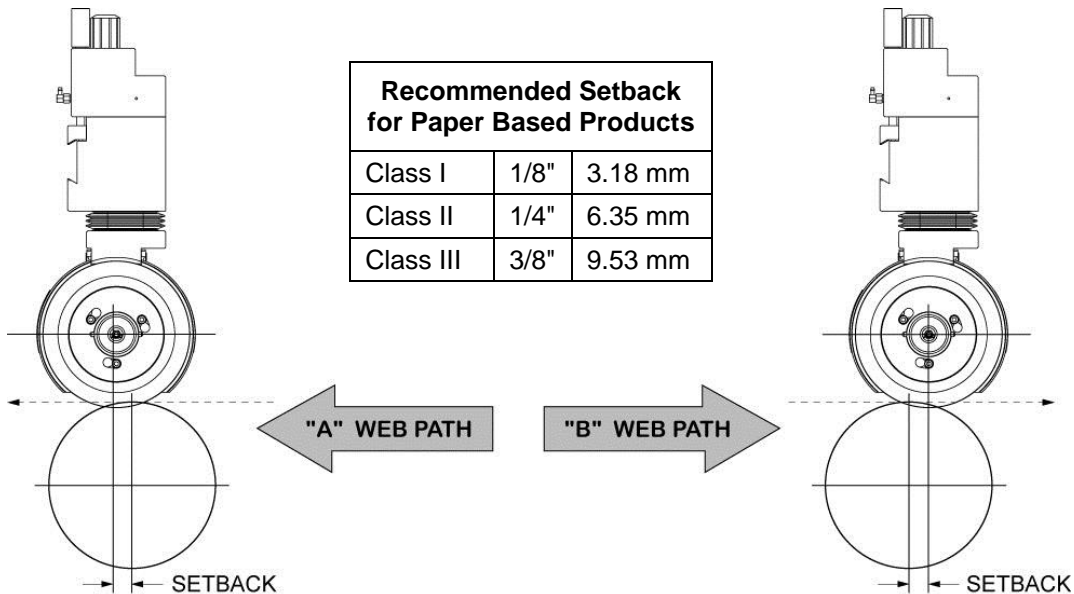 Recommended Setback
for Paper Based Products
Class I 1/8" 3.18 mm
Class II 1/4" 6.35 mm
Class III 3/8" 9.53 mm
"A" WEB PATH
"B" WEB PATH
SETBACK
SETBACK